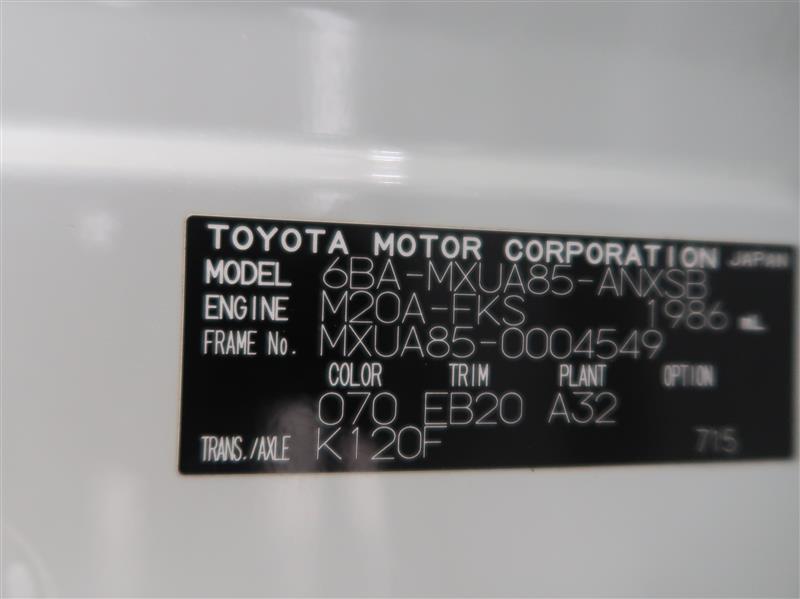 TOYOTA MOTOR CORPORATION JAPAN
MODEL 6BA-MXUA85-ANXSB
ENGINE M20A-FKS 1986 mL
FRAME No. MXUA85-0004549
COLOR TRIM PLANT OPTION
070 EB20 A32
TRANS./AXLE K120F 715